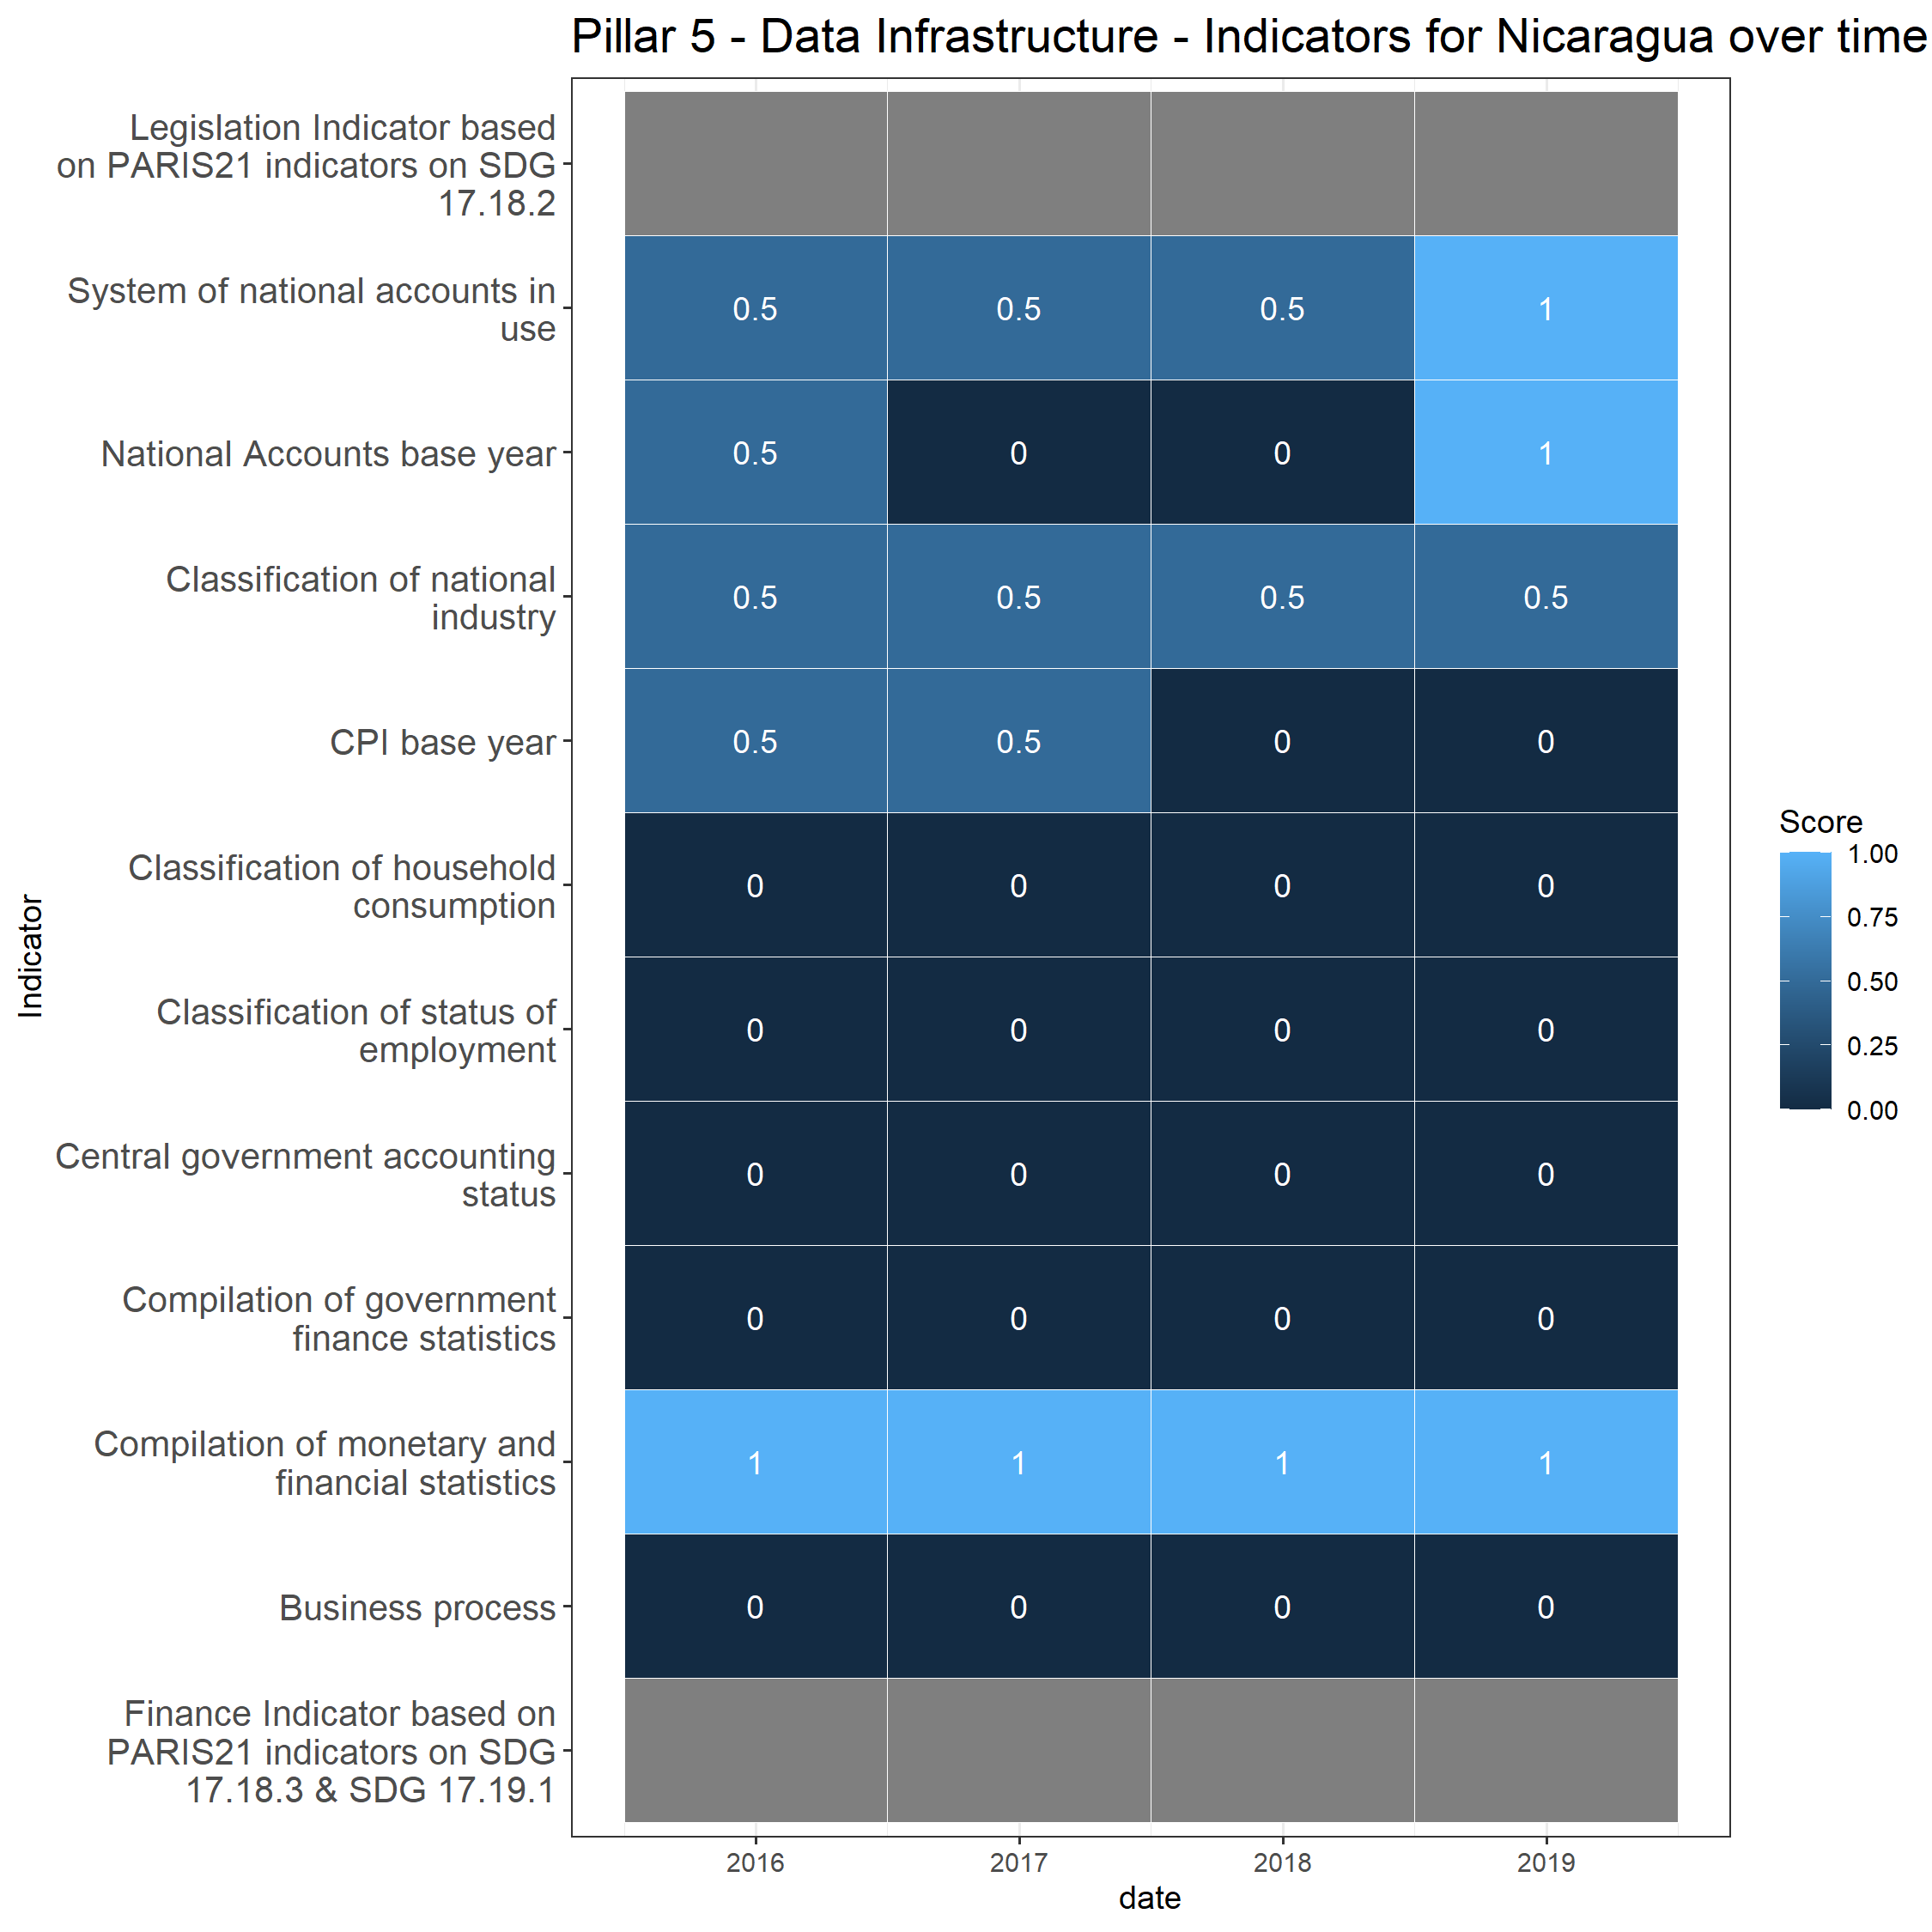 Pillar 5 - Data Infrastructure - Indicators for Nicaragua over time
Indicator
Legislation Indicator based
on PARIS21 indicators on SDG
17.18.2
System of national accounts in
use
0.5 0.5 0.5 1
National Accounts base year
0.5 0 0 1
Classification of national
industry
0.5 0.5 0.5 0.5
CPI base year
0.5 0.5 0 0
Classification of household
consumption
0 0 0 0
Classification of status of
employment
0 0 0 0
Central government accounting
status
0 0 0 0
Compilation of government
finance statistics
0 0 0 0
Compilation of monetary and
financial statistics
1 1 1 1
Business process
0 0 0 0
Finance Indicator based on
PARIS21 indicators on SDG
17.18.3 & SDG 17.19.1
2016 2017 2018 2019
date
Score
1.00
0.75
0.50
0.25
0.00